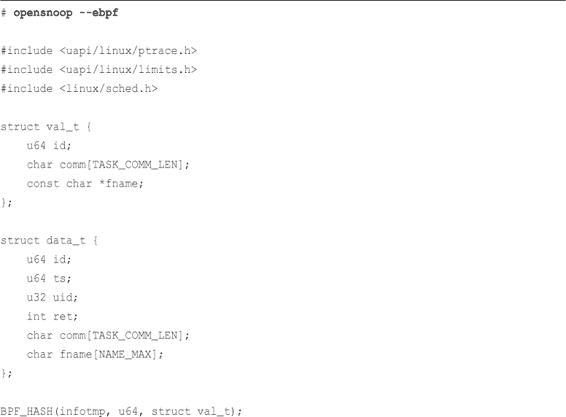 # opensnoop --ebpf
#include <uapi/linux/ptrace.h>
#include <uapi/linux/limits.h>
#include <linux/sched.h>
struct val_t {
    u64 id;
    char comm[TASK_COMM_LEN];
    const char *fname;
};
struct data_t {
    u64 id;
    u64 ts;
    u32 uid;
    int ret;
    char comm[TASK_COMM_LEN];
    char fname[NAME_MAX];
};
BPF_HASH(infotmp, u64, struct val_t);